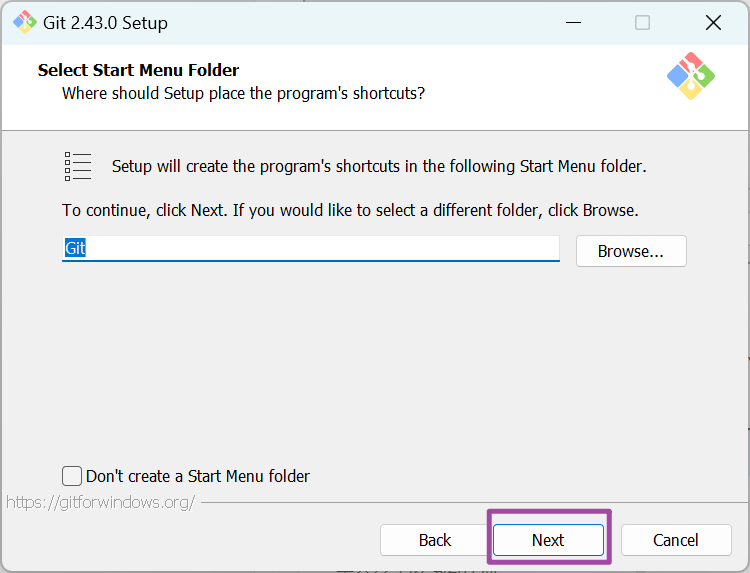 Git 2.43.0 Setup
Select Start Menu Folder
Where should Setup place the program's shortcuts?
Setup will create the program's shortcuts in the following Start Menu folder.
To continue, click Next. If you would like to select a different folder, click Browse.
Git
Browse...
Don't create a Start Menu folder
https://gitforwindows.org/
Back
Next
Cancel